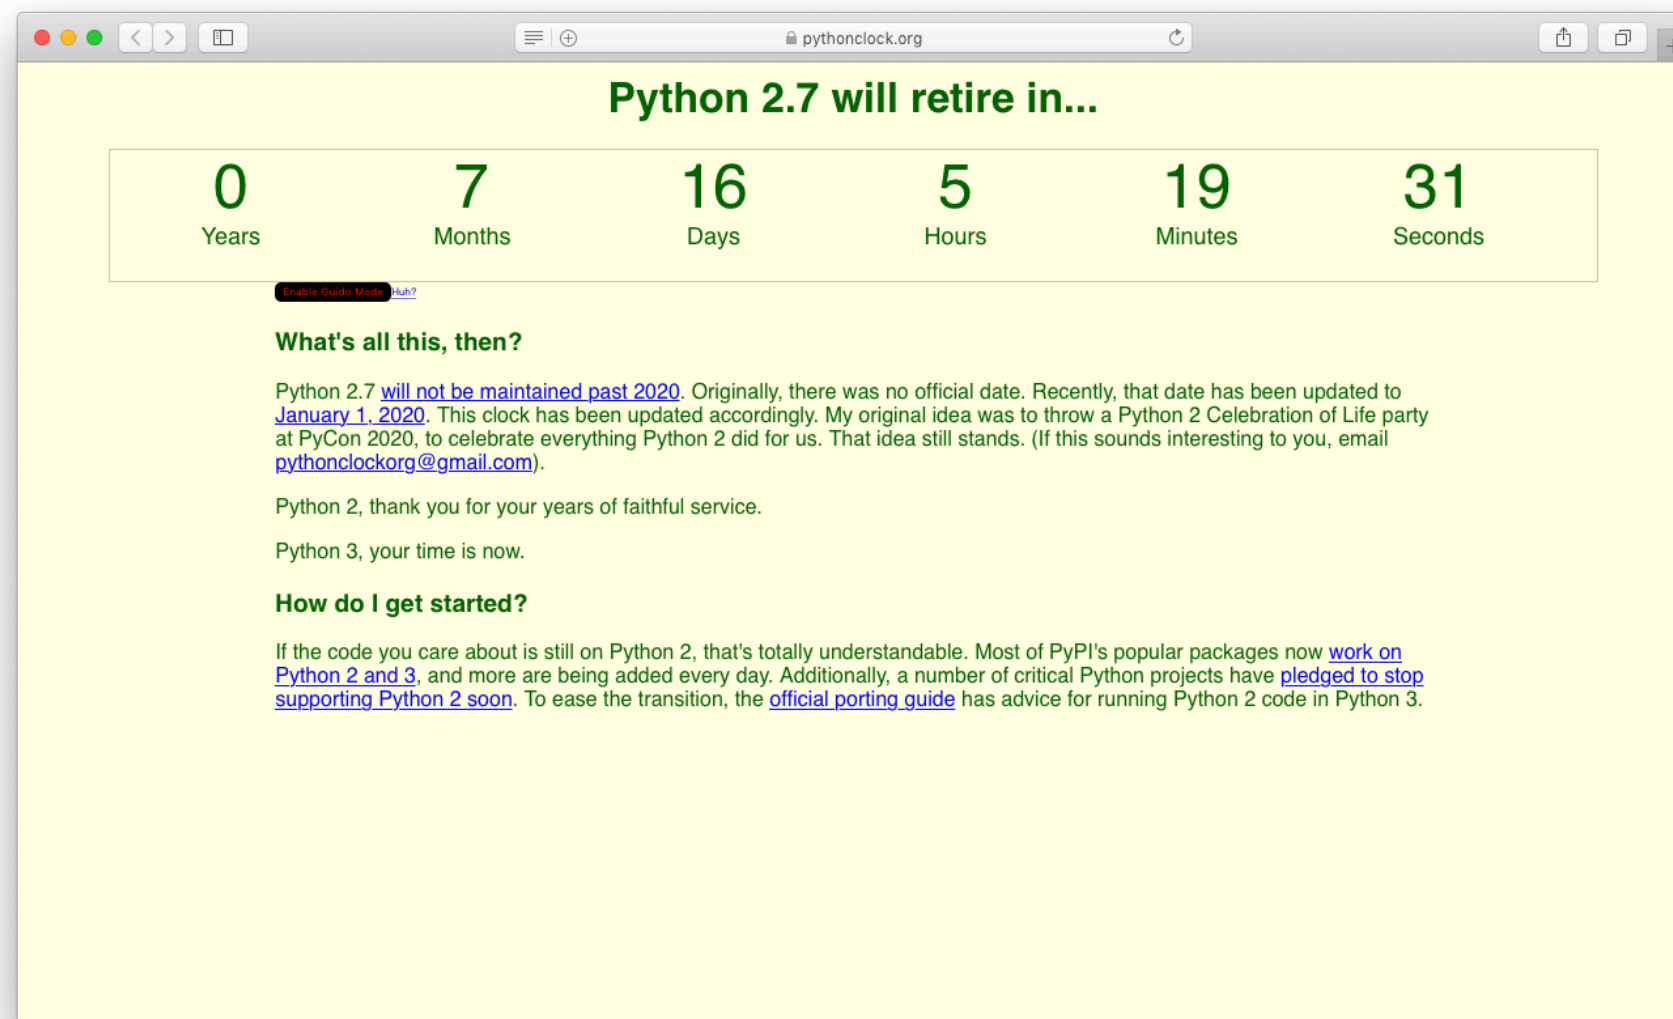 pythonclock.org
Python 2.7 will retire in...
0 7 16 5 19 31
Years Months Days Hours Minutes Seconds
Enable Guido Mode Huh?
What's all this, then?
Python 2.7 will not be maintained past 2020. Originally, there was no official date. Recently, that date has been updated to
January 1, 2020. This clock has been updated accordingly. My original idea was to throw a Python 2 Celebration of Life party
at PyCon 2020, to celebrate everything Python 2 did for us. That idea still stands. (If this sounds interesting to you, email
pythonclockorg@gmail.com).
Python 2, thank you for your years of faithful service.
Python 3, your time is now.
How do I get started?
If the code you care about is still on Python 2, that's totally understandable. Most of PyPI's popular packages now work on
Python 2 and 3, and more are being added every day. Additionally, a number of critical Python projects have pledged to stop
supporting Python 2 soon. To ease the transition, the official porting guide has advice for running Python 2 code in Python 3.